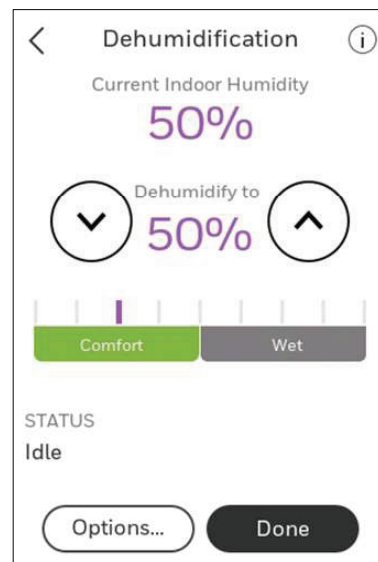 Dehumidification
Current Indoor Humidity
50%
Dehumidify to
50%
Comfort Wet
STATUS
Idle
Options... Done